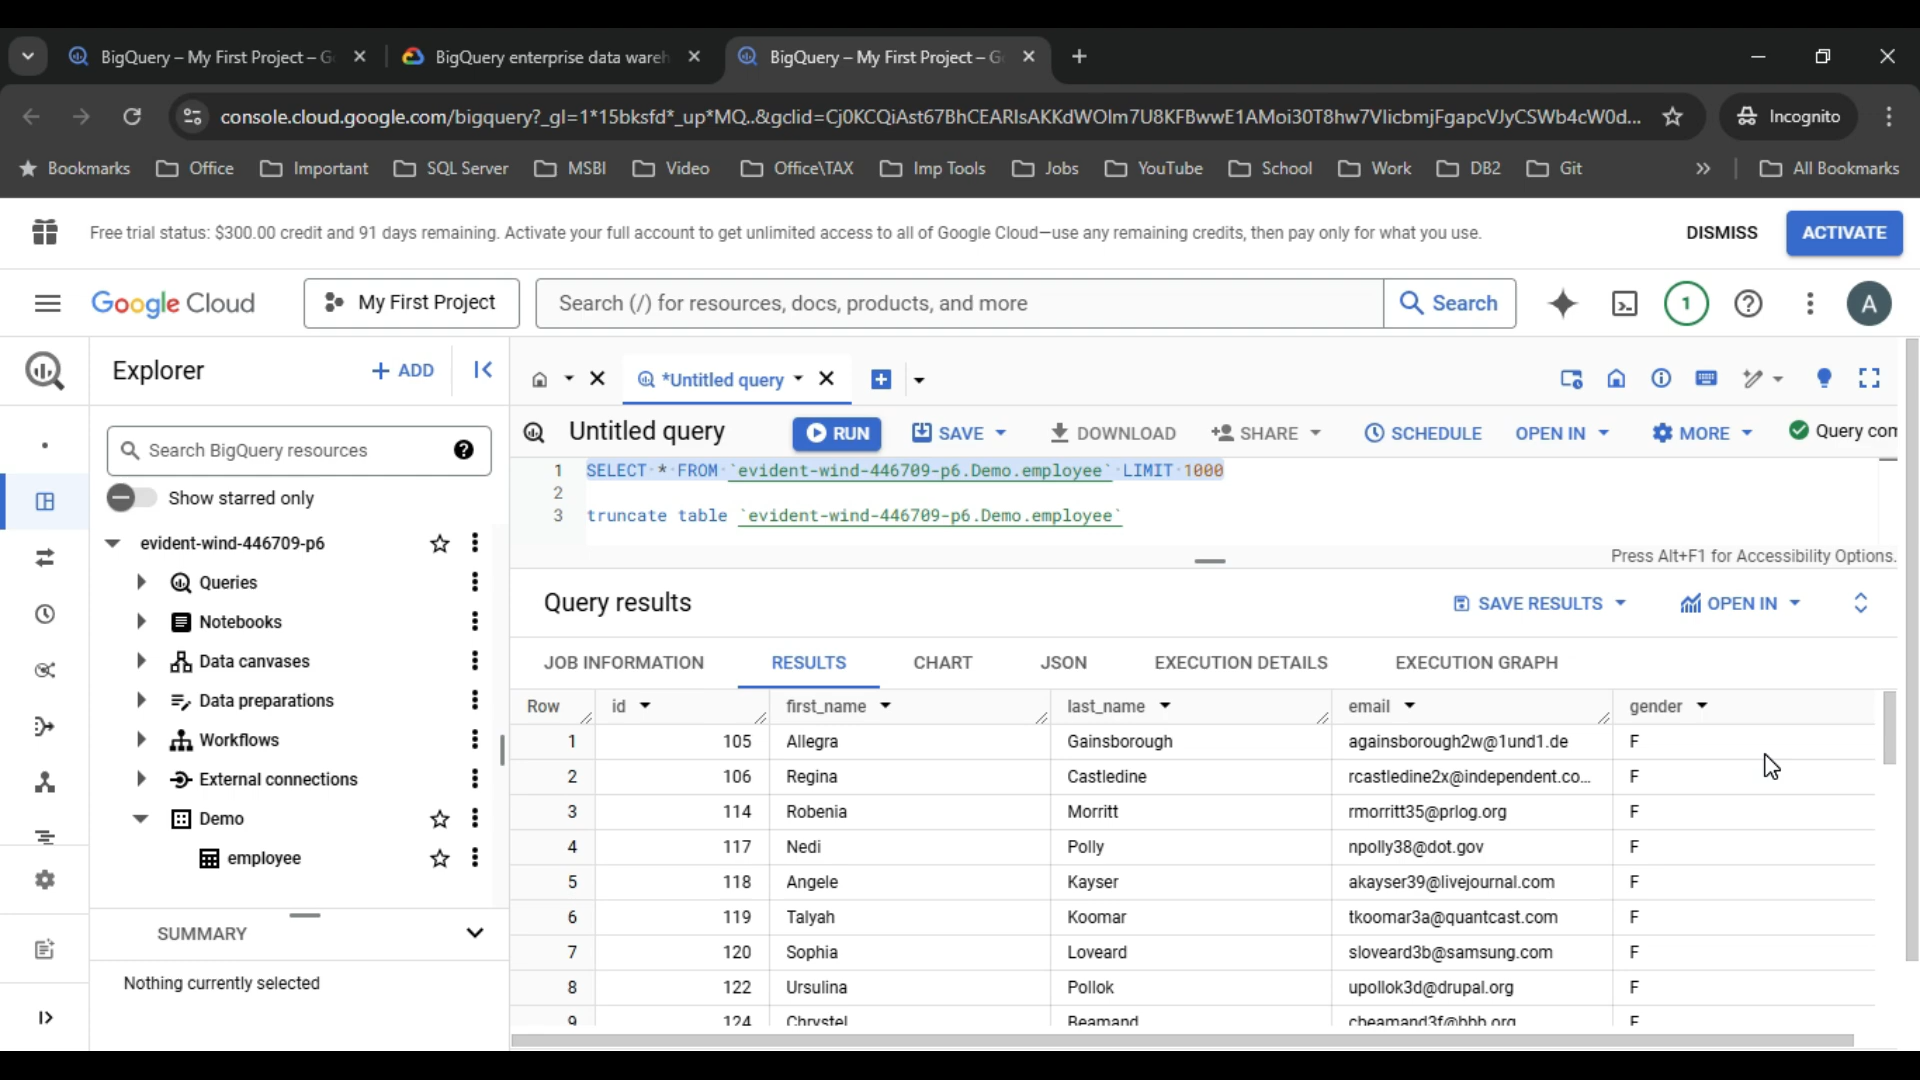 BigQuery – My First Project – G
BigQuery enterprise data wareh
BigQuery – My First Project – G
console.cloud.google.com/bigquery?_gl=1*15bksfd*_up*MQ..&gclid=Cj0KCQiAst67BhCEARIsAKKdWOlm7U8KFBwwE1AMoi30T8hw7VlicbmjFgapcVJyCSWb4cW0d...
Incognito
Bookmarks
Office
Important
SQL Server
MSBI
Video
Office\TAX
Imp Tools
Jobs
YouTube
School
Work
DB2
Git
»
All Bookmarks
Free trial status: $300.00 credit and 91 days remaining. Activate your full account to get unlimited access to all of Google Cloud—use any remaining credits, then pay only for what you use.
DISMISS
ACTIVATE
Google Cloud
My First Project
Search (/) for resources, docs, products, and more
Search
1
A
Explorer
+ ADD
*Untitled query
Search BigQuery resources
Show starred only
evident-wind-446709-p6
Queries
Notebooks
Data canvases
Data preparations
Workflows
External connections
Demo
employee
SUMMARY
Nothing currently selected
Untitled query
RUN
SAVE
DOWNLOAD
SHARE
SCHEDULE
OPEN IN
MORE
Query com
1 SELECT * FROM `evident-wind-446709-p6.Demo.employee` LIMIT 1000
2
3 truncate table `evident-wind-446709-p6.Demo.employee`
Press Alt+F1 for Accessibility Options.
Query results
SAVE RESULTS
OPEN IN
JOB INFORMATION
RESULTS
CHART
JSON
EXECUTION DETAILS
EXECUTION GRAPH
Row id first_name last_name email gender
1 105 Allegra Gainsborough againsborough2w@1und1.de F
2 106 Regina Castledine rcastledine2x@independent.co... F
3 114 Robenia Morritt rmorritt35@prlog.org F
4 117 Nedi Polly npolly38@dot.gov F
5 118 Angele Kayser akayser39@livejournal.com F
6 119 Talyah Koomar tkoomar3a@quantcast.com F
7 120 Sophia Loveard sloveard3b@samsung.com F
8 122 Ursulina Pollok upollok3d@drupal.org F
9 124 Chrystel Beamand cbeamand3f@bbb.org F